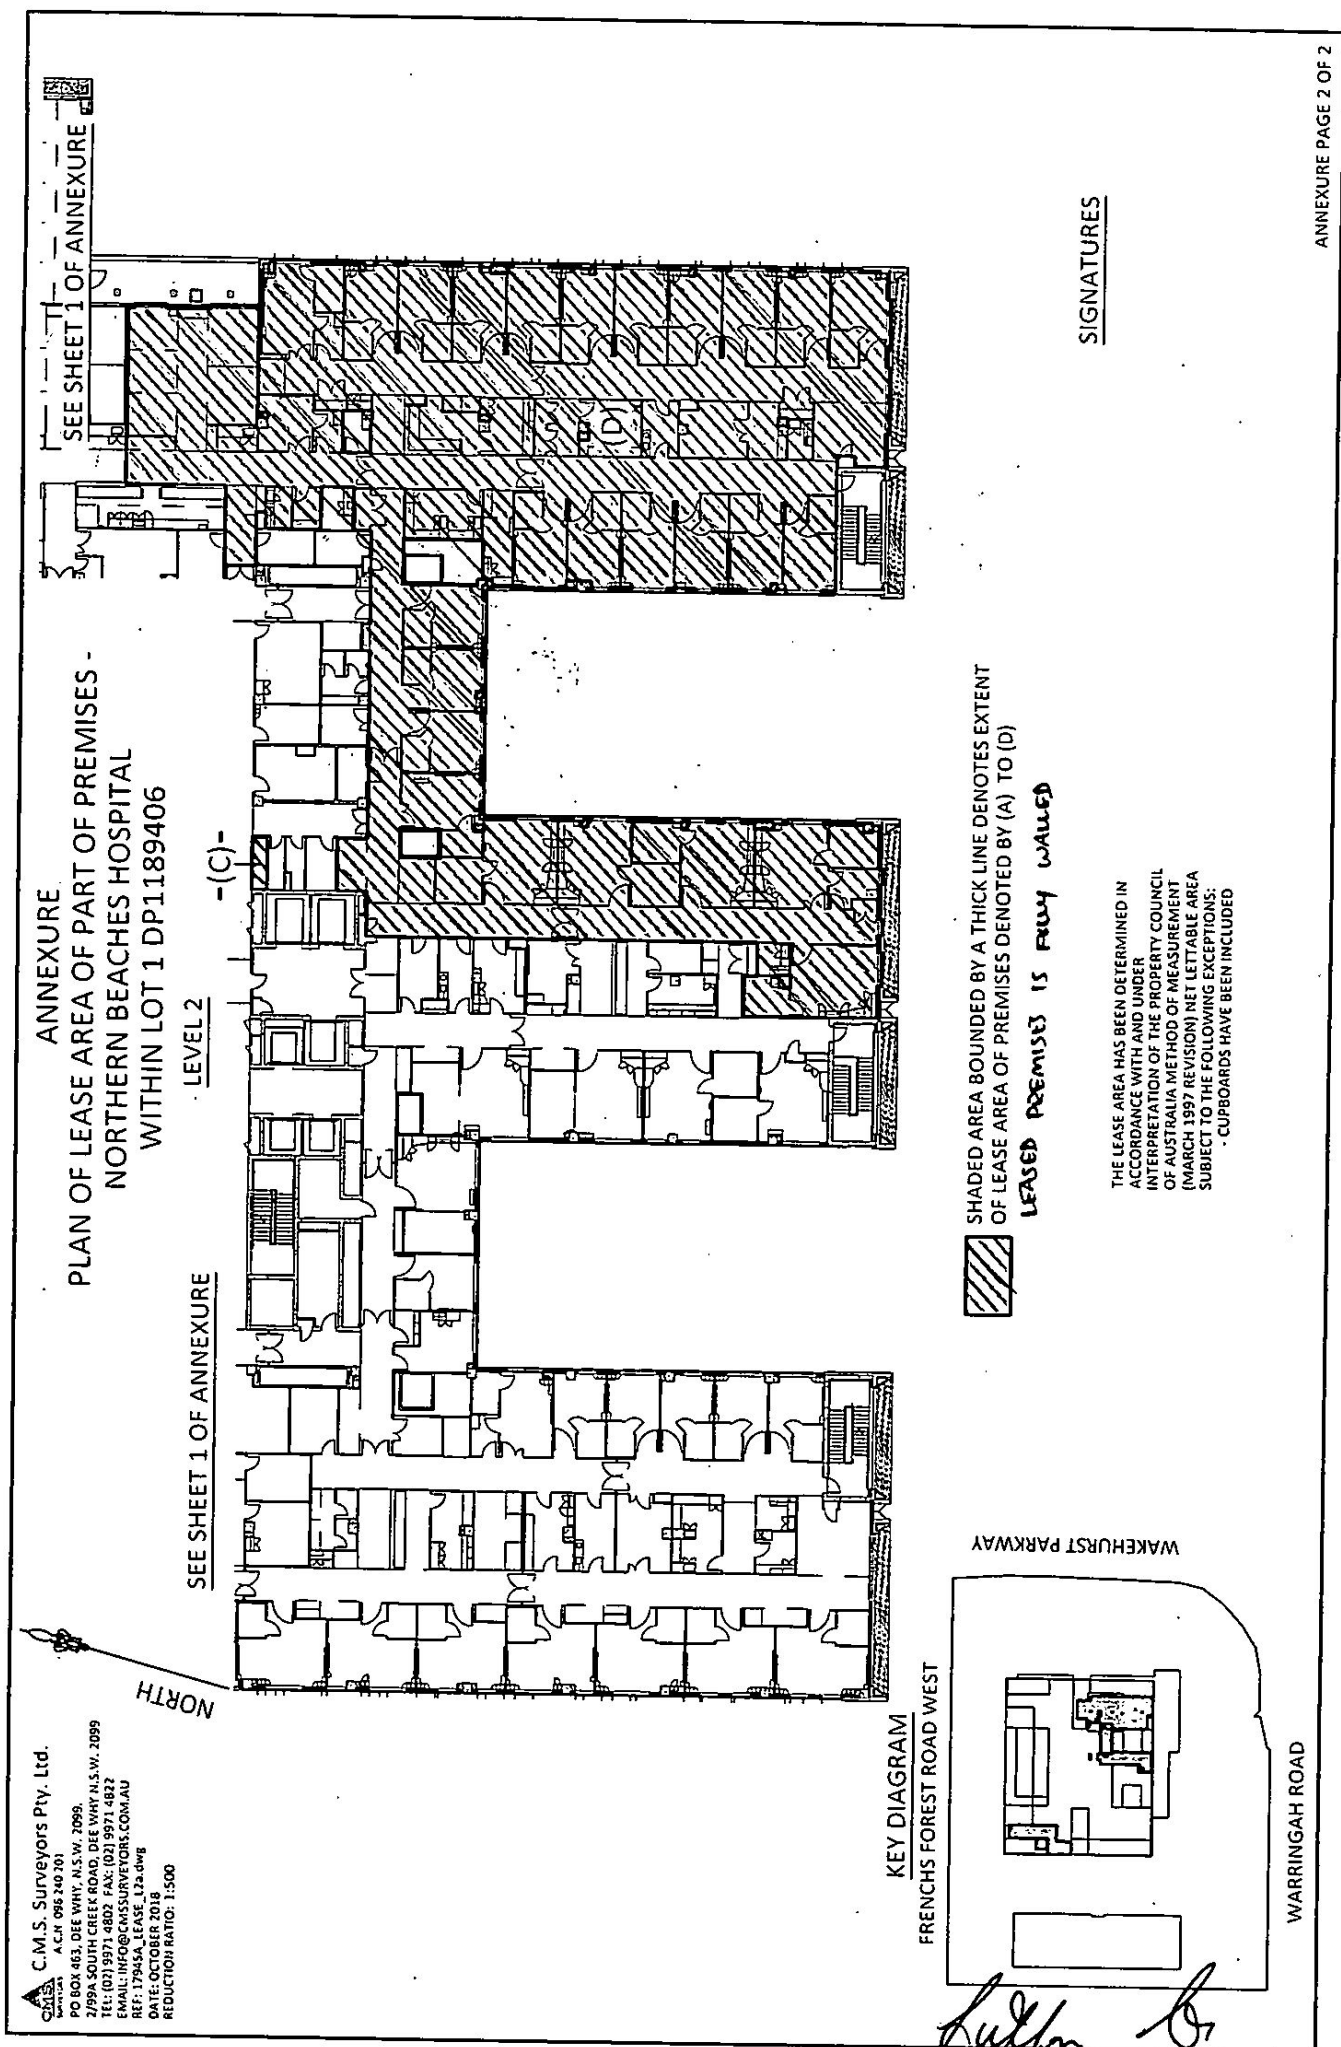 C.M.S. Surveyors Pty. Ltd.
A.C.N 096 240 201
PO BOX 463, DEE WHY, N.S.W. 2099.
2/99A SOUTH CREEK ROAD, DEE WHY N.S.W. 2099
TEL: (02) 9971 4802 FAX: (02) 9971 4822
EMAIL: INFO@CMSSURVEYORS.COM.AU
REF: 17945A_LEASE_L2a.dwg
DATE: OCTOBER 2018
REDUCTION RATIO: 1:500
NORTH
ANNEXURE
PLAN OF LEASE AREA OF PART OF PREMISES -
NORTHERN BEACHES HOSPITAL
WITHIN LOT 1 DP1189406
LEVEL 2
SEE SHEET 1 OF ANNEXURE
SEE SHEET 1 OF ANNEXURE
-(C)-
(D)
KEY DIAGRAM
FRENCHS FOREST ROAD WEST
WAKEHURST PARKWAY
WARRINGAH ROAD
SHADED AREA BOUNDED BY A THICK LINE DENOTES EXTENT
OF LEASE AREA OF PREMISES DENOTED BY (A) TO (D)
LEASED PREMISES IS FULLY WALLED
THE LEASE AREA HAS BEEN DETERMINED IN
ACCORDANCE WITH AND UNDER
INTERPRETATION OF THE PROPERTY COUNCIL
OF AUSTRALIA METHOD OF MEASUREMENT
(MARCH 1997 REVISION) NET LETTABLE AREA
SUBJECT TO THE FOLLOWING EXCEPTIONS:
- CUPBOARDS HAVE BEEN INCLUDED
SIGNATURES
ANNEXURE PAGE 2 OF 2